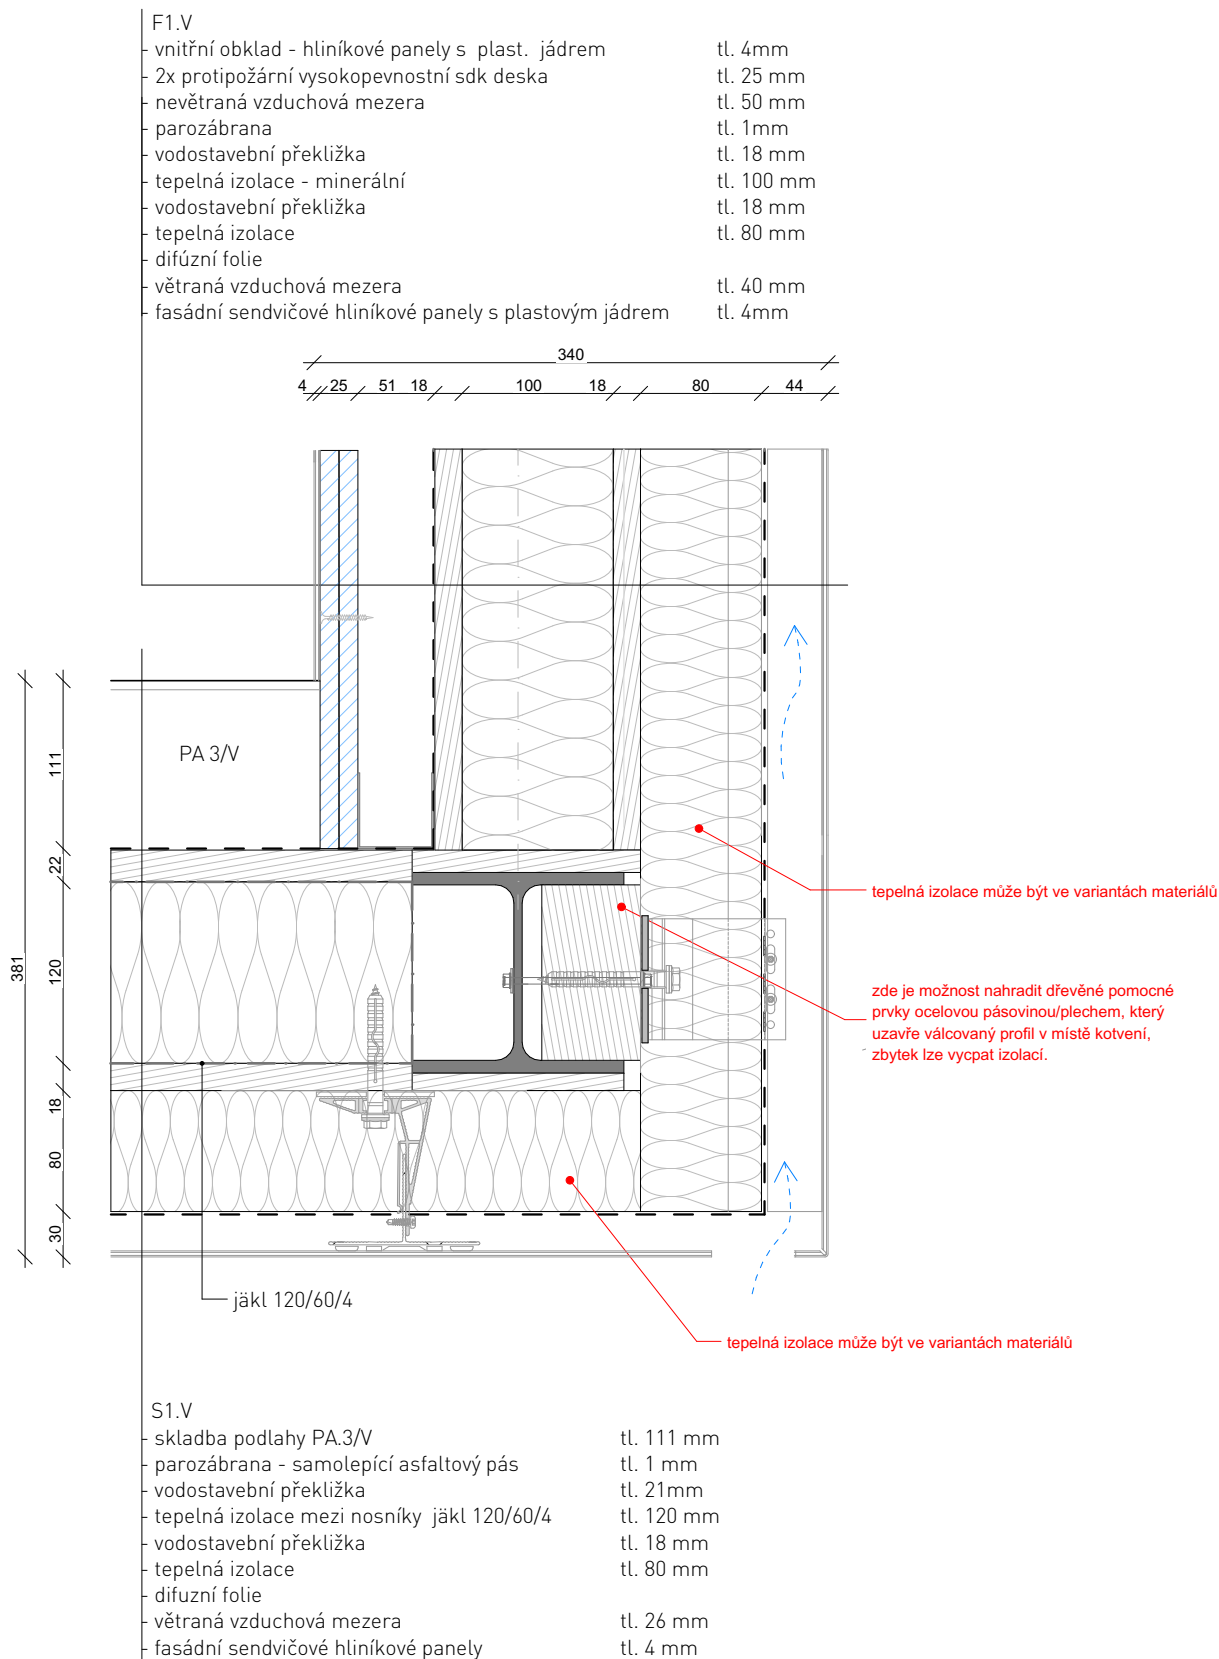 F1.V
- vnitřní obklad - hliníkové panely s plast. jádrem tl. 4mm
- 2x protipožární vysokopevnostní sdk deska tl. 25 mm
- nevětraná vzduchová mezera tl. 50 mm
- parozábrana tl. 1mm
- vodostavební překližka tl. 18 mm
- tepelná izolace - minerální tl. 100 mm
- vodostavební překližka tl. 18 mm
- tepelná izolace tl. 80 mm
- difúzní folie
- větraná vzduchová mezera tl. 40 mm
- fasádní sendvičové hliníkové panely s plastovým jádrem tl. 4mm
340
4 25 51 18 100 18 80 44
PA 3/V
111
22
120
18
80
30
381
tepelná izolace může být ve variantách materiálů
zde je možnost nahradit dřevěné pomocné
prvky ocelovou pásovinou/plechem, který
uzavře válcovaný profil v místě kotvení,
zbytek lze vycpat izolací.
jäkl 120/60/4
tepelná izolace může být ve variantách materiálů
S1.V
- skladba podlahy PA.3/V tl. 111 mm
- parozábrana - samolepící asfaltový pás tl. 1 mm
- vodostavební překližka tl. 21mm
- tepelná izolace mezi nosníky jäkl 120/60/4 tl. 120 mm
- vodostavební překližka tl. 18 mm
- tepelná izolace tl. 80 mm
- difuzní folie
- větraná vzduchová mezera tl. 26 mm
- fasádní sendvičové hliníkové panely tl. 4 mm